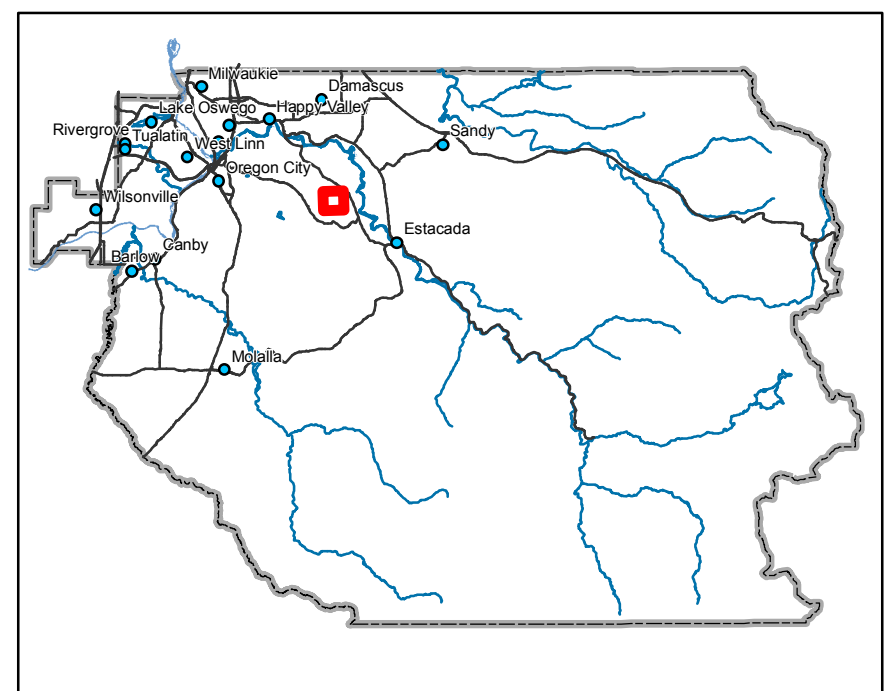 Milwaukie
Damascus
Lake Oswego
Happy Valley
Rivergrove
Tualatin
Sandy
West Linn
Oregon City
Wilsonville
Estacada
Canby
Barlow
Molalla